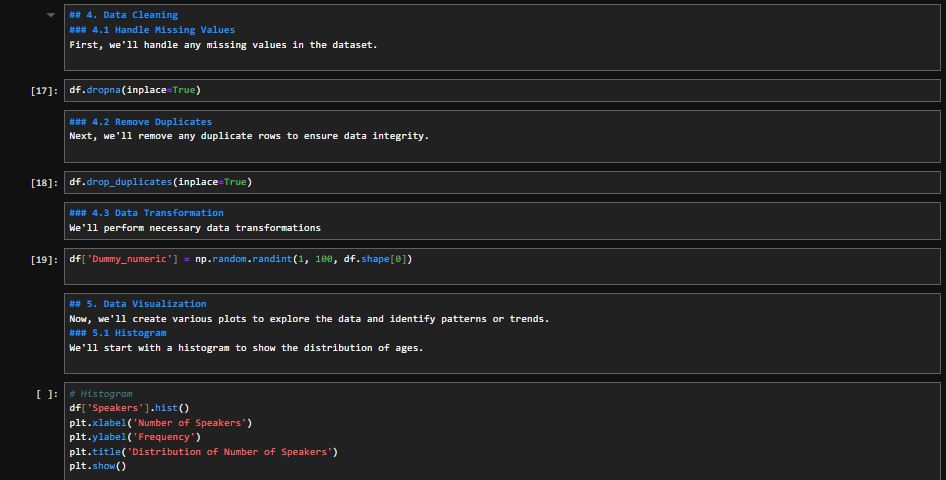 ## 4. Data Cleaning
### 4.1 Handle Missing Values
First, we'll handle any missing values in the dataset.
[17]: df.dropna(inplace=True)
### 4.2 Remove Duplicates
Next, we'll remove any duplicate rows to ensure data integrity.
[18]: df.drop_duplicates(inplace=True)
### 4.3 Data Transformation
We'll perform necessary data transformations
[19]: df['Dummy_numeric'] = np.random.randint(1, 100, df.shape[0])
## 5. Data Visualization
Now, we'll create various plots to explore the data and identify patterns or trends.
### 5.1 Histogram
We'll start with a histogram to show the distribution of ages.
[ ]: # Histogram
df['Speakers'].hist()
plt.xlabel('Number of Speakers')
plt.ylabel('Frequency')
plt.title('Distribution of Number of Speakers')
plt.show()